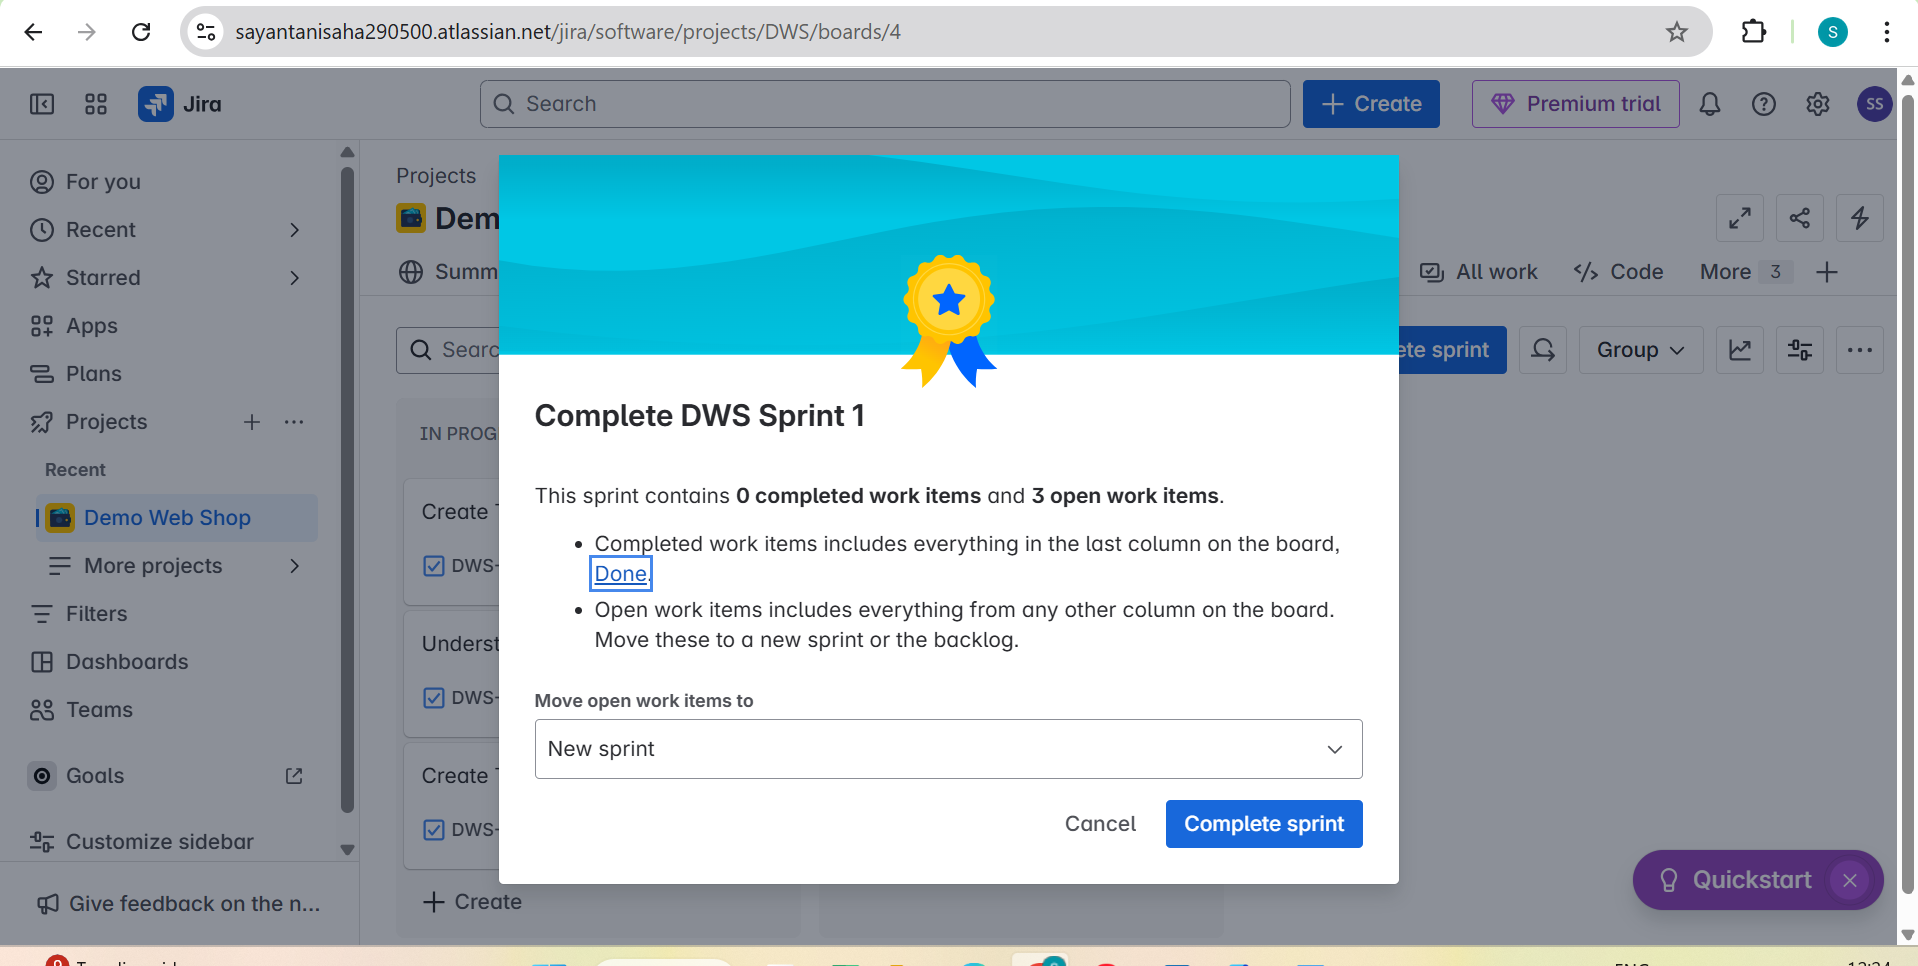 sayantanisaha290500.atlassian.net/jira/software/projects/DWS/boards/4
S
Jira
Search
Create
Premium trial
SS
For you
Recent
Starred
Apps
Plans
Projects
Recent
Demo Web Shop
More projects
Filters
Dashboards
Teams
Goals
Customize sidebar
Give feedback on the n...
Projects
Dem
Summ
All work
Code
More 3
Searc
ete sprint
Group
IN PROG
Create
DWS-
Underst
DWS-
Create
DWS-
Create
Complete DWS Sprint 1
This sprint contains 0 completed work items and 3 open work items.
Completed work items includes everything in the last column on the board,
Done.
Open work items includes everything from any other column on the board.
Move these to a new sprint or the backlog.
Move open work items to
New sprint
Cancel
Complete sprint
Quickstart